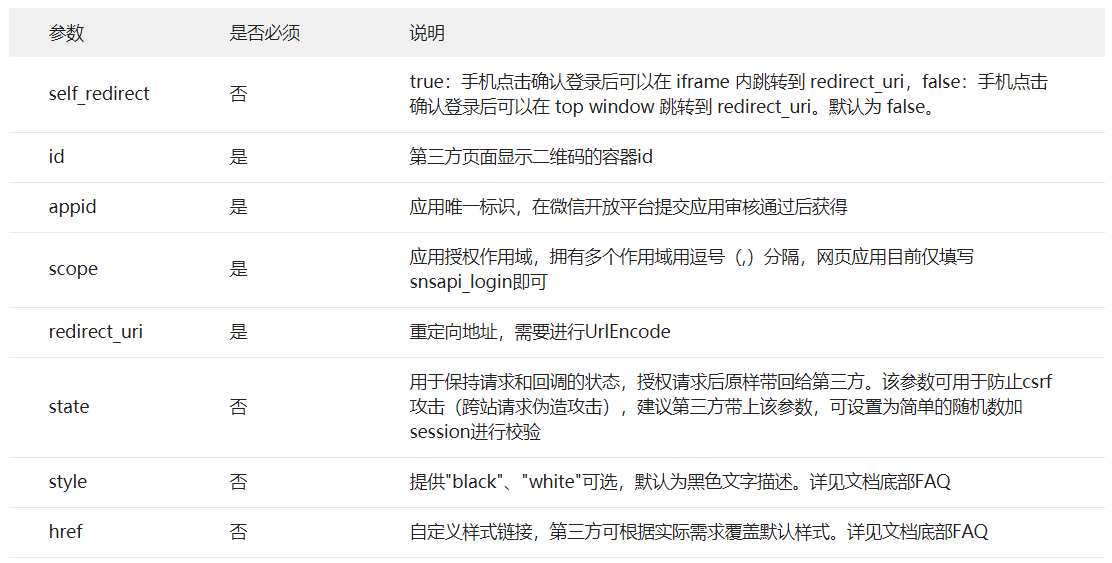 参数 是否必须 说明
self_redirect 否 true：手机点击确认登录后可以在 iframe 内跳转到 redirect_uri，false：手机点击
确认登录后可以在 top window 跳转到 redirect_uri。默认为 false。
id 是 第三方页面显示二维码的容器id
appid 是 应用唯一标识，在微信开放平台提交应用审核通过后获得
scope 是 应用授权作用域，拥有多个作用域用逗号（,）分隔，网页应用目前仅填写
snsapi_login即可
redirect_uri 是 重定向地址，需要进行UrlEncode
state 否 用于保持请求和回调的状态，授权请求后原样带回给第三方。该参数可用于防止csrf
攻击（跨站请求伪造攻击），建议第三方带上该参数，可设置为简单的随机数加
session进行校验
style 否 提供"black"、"white"可选，默认为黑色文字描述。详见文档底部FAQ
href 否 自定义样式链接，第三方可根据实际需求覆盖默认样式。详见文档底部FAQ